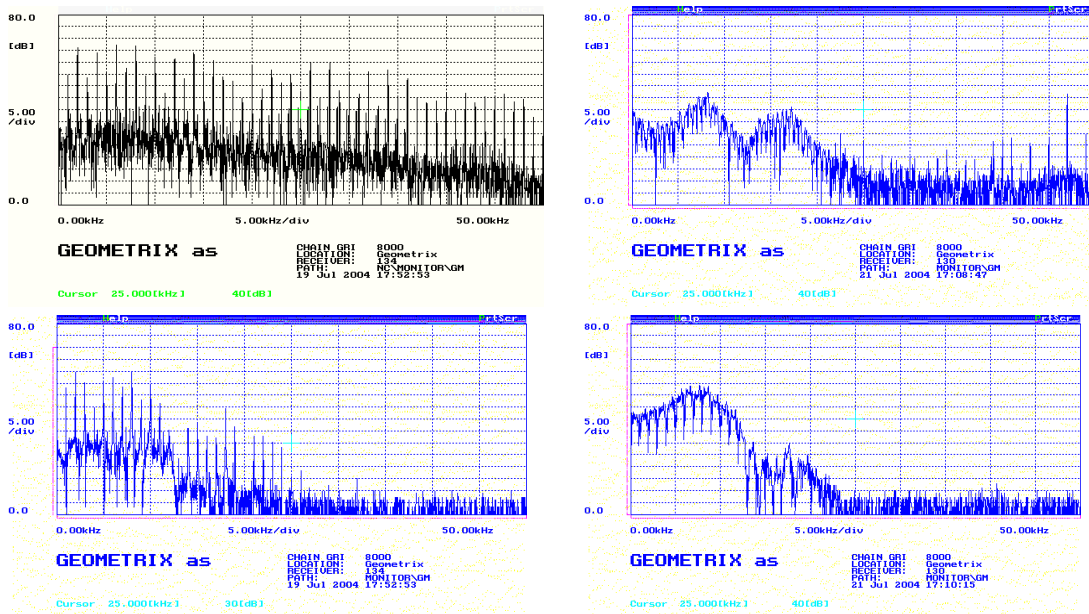 80.0
[dB]
5.00
/div
0.0
0.00kHz 5.00kHz/div 50.00kHz
GEOMETRIX as
CHAIN GRI 8000
LOCATION: Geometrix
RECEIVER: 134
PATH: NC\MONITOR\GM
19 Jul 2004 17:52:53
Cursor 25.000[kHz] 40[dB]
Help PrtScr
80.0
[dB]
5.00
/div
0.0
0.00kHz 5.00kHz/div 50.00kHz
GEOMETRIX as
CHAIN GRI 8000
LOCATION: Geometrix
RECEIVER: 130
PATH: MONITOR\GM
21 Jul 2004 17:08:47
Cursor 25.000[kHz] 40[dB]
Help PrtScr
80.0
[dB]
5.00
/div
0.0
0.00kHz 5.00kHz/div 50.00kHz
GEOMETRIX as
CHAIN GRI 8000
LOCATION: Geometrix
RECEIVER: 134
PATH: MONITOR\GM
19 Jul 2004 17:52:53
Cursor 25.000[kHz] 30[dB]
Help PrtScr
80.0
[dB]
5.00
/div
0.0
0.00kHz 5.00kHz/div 50.00kHz
GEOMETRIX as
CHAIN GRI 8000
LOCATION: Geometrix
RECEIVER: 130
PATH: MONITOR\GM
21 Jul 2004 17:10:15
Cursor 25.000[kHz] 40[dB]